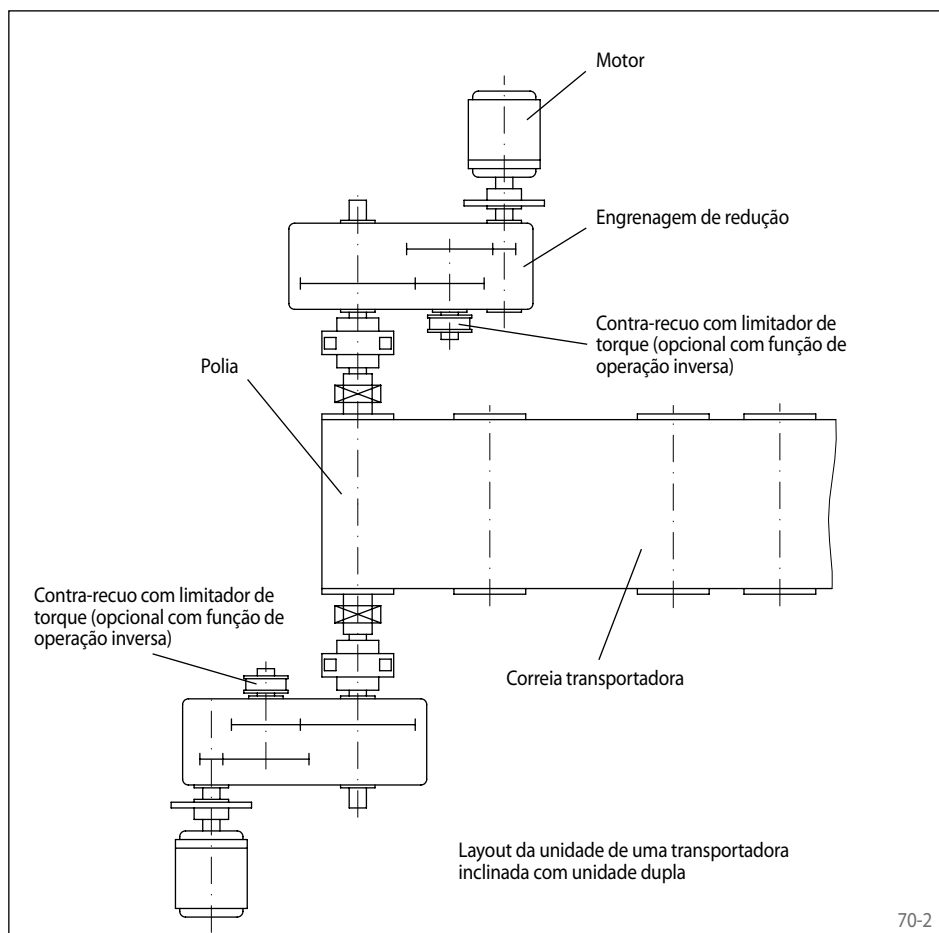 Motor
Engrenagem de redução
Contra-recuo com limitador de
torque (opcional com função de
operação inversa)
Polia
Contra-recuo com limitador de
torque (opcional com função de
operação inversa)
Correia transportadora
Layout da unidade de uma transportadora
inclinada com unidade dupla
70-2